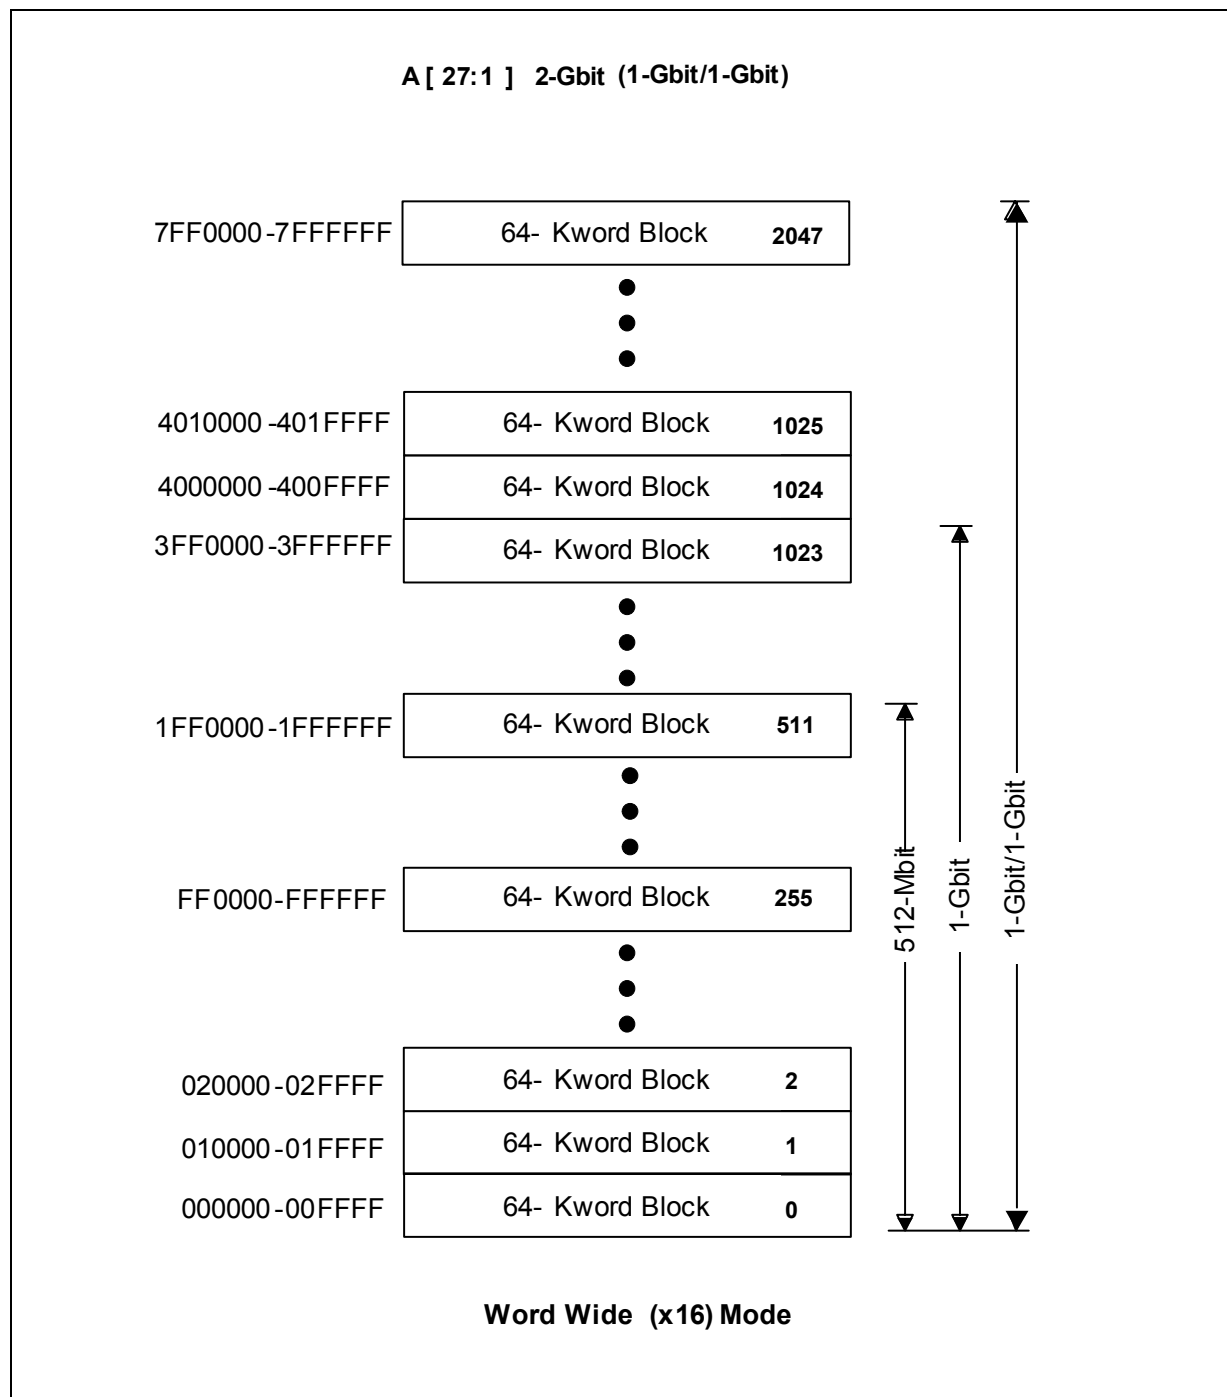 A [ 27:1 ] 2-Gbit (1-Gbit/1-Gbit)
7FF0000-7FFFFFF 64- Kword Block 2047
4010000-401FFFF 64- Kword Block 1025
4000000-400FFFF 64- Kword Block 1024
3FF0000-3FFFFFF 64- Kword Block 1023
1FF0000-1FFFFFF 64- Kword Block 511
FF0000-FFFFFF 64- Kword Block 255
020000-02FFFF 64- Kword Block 2
010000-01FFFF 64- Kword Block 1
000000-00FFFF 64- Kword Block 0
512-Mbit
1-Gbit
1-Gbit/1-Gbit
Word Wide (x16) Mode